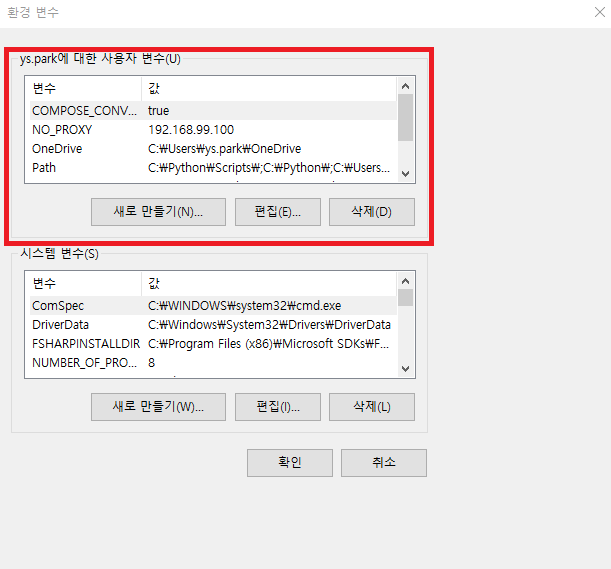 환경 변수
ys.park에 대한 사용자 변수(U)
변수 값
COMPOSE_CONV... true
NO_PROXY 192.168.99.100
OneDrive C:₩Users₩ys.park₩OneDrive
Path C:₩Python₩Scripts₩;C:₩Python₩;C:₩Users...
새로 만들기(N)... 편집(E)... 삭제(D)
시스템 변수(S)
변수 값
ComSpec C:₩WINDOWS₩system32₩cmd.exe
DriverData C:₩Windows₩System32₩Drivers₩DriverData
FSHARPINSTALLDIR C:₩Program Files (x86)₩Microsoft SDKs₩F...
NUMBER_OF_PRO... 8
새로 만들기(W)... 편집(I)... 삭제(L)
확인 취소